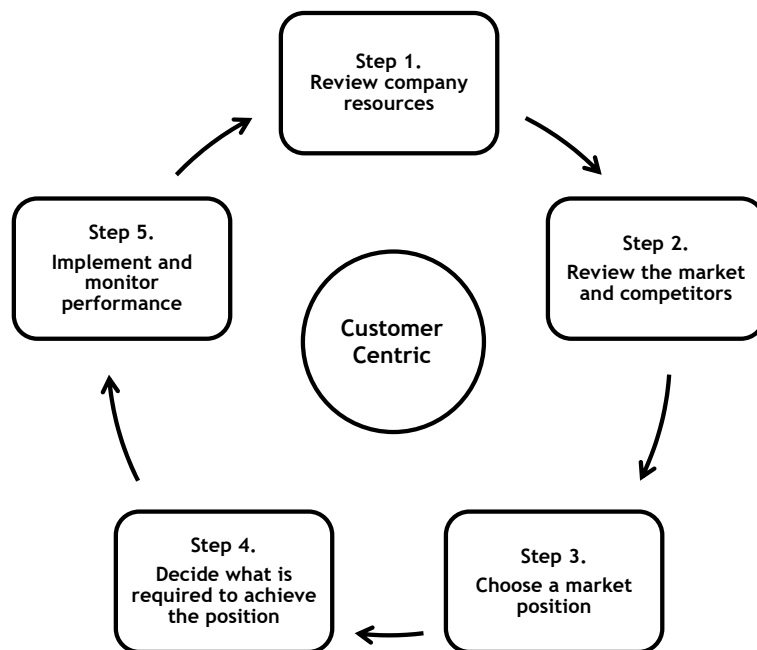 Step 1.
Review company
resources
Step 2.
Review the market
and competitors
Step 3.
Choose a market
position
Step 4.
Decide what is
required to achieve
the position
Step 5.
Implement and
monitor
performance
Customer
Centric